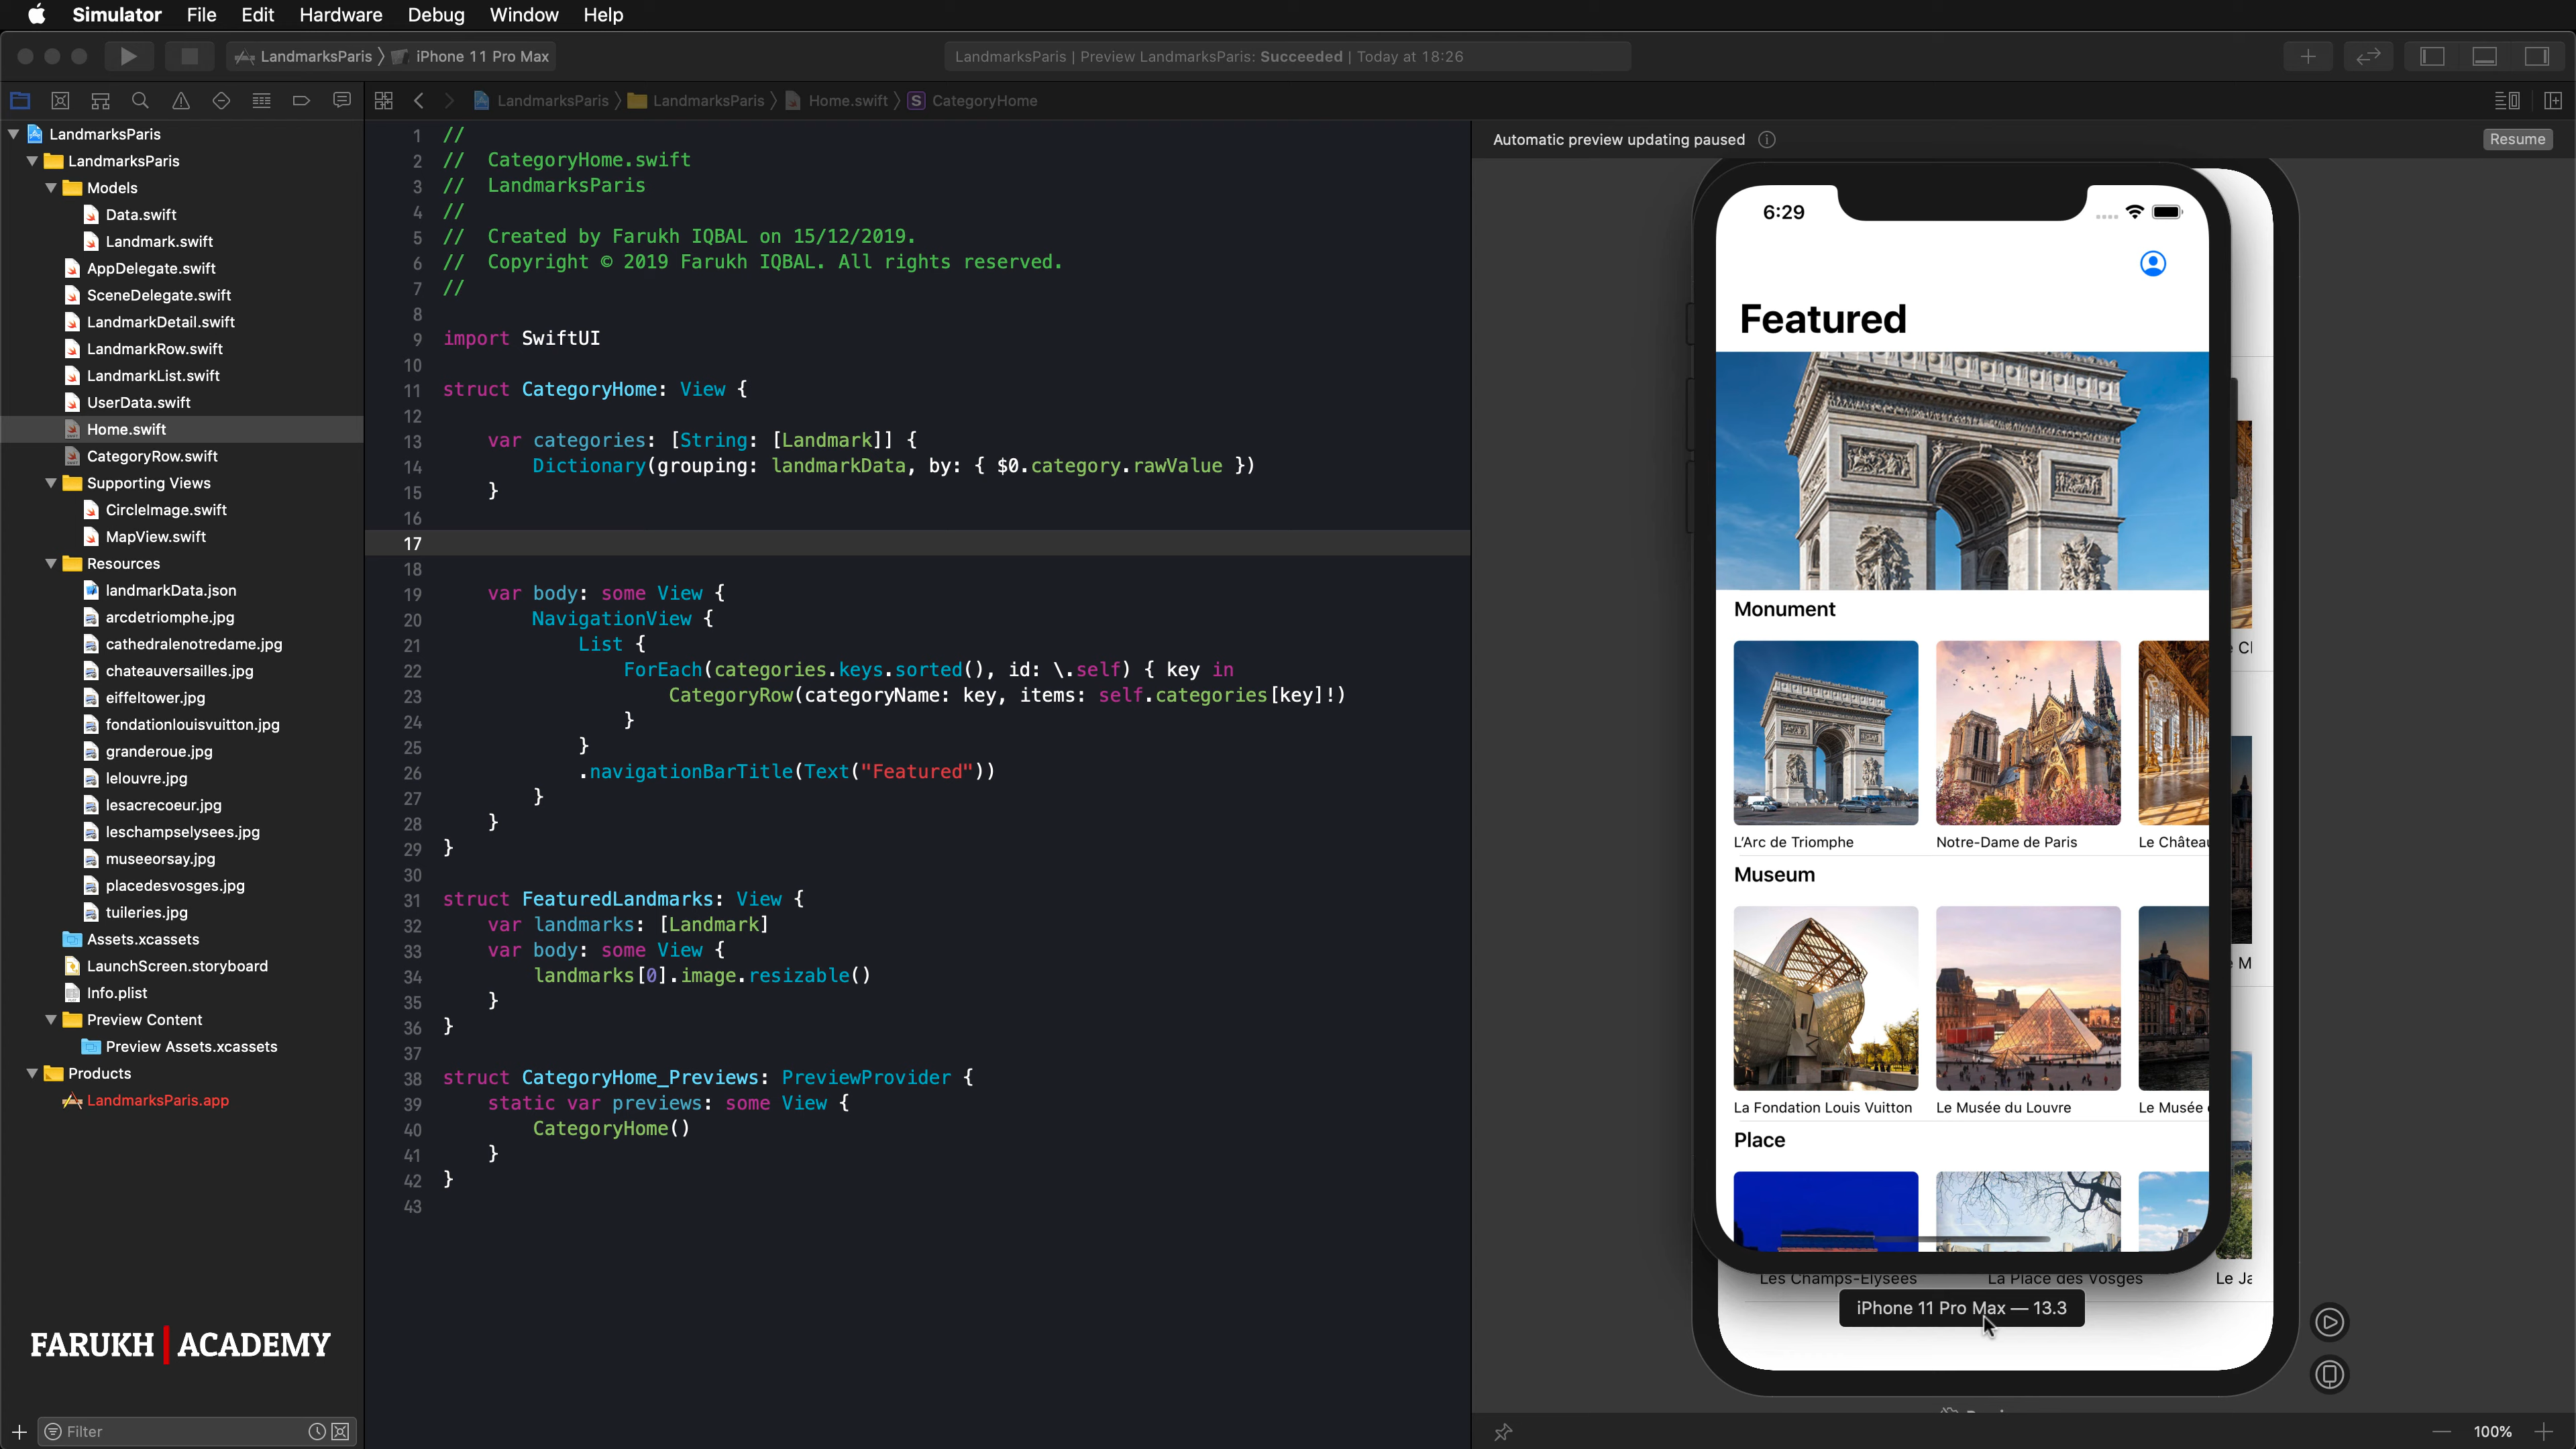 Simulator File Edit Hardware Debug Window Help
LandmarksParis iPhone 11 Pro Max
LandmarksParis | Preview LandmarksParis: Succeeded | Today at 18:26
LandmarksParis LandmarksParis Home.swift S CategoryHome
LandmarksParis
LandmarksParis
Models
Data.swift
Landmark.swift
AppDelegate.swift
SceneDelegate.swift
LandmarkDetail.swift
LandmarkRow.swift
LandmarkList.swift
UserData.swift
Home.swift
CategoryRow.swift
Supporting Views
CircleImage.swift
MapView.swift
Resources
landmarkData.json
arcdetriomphe.jpg
cathedralenotredame.jpg
chateauversailles.jpg
eiffeltower.jpg
fondationlouisvuitton.jpg
granderoue.jpg
lelouvre.jpg
lesacrecoeur.jpg
leschampselysees.jpg
museeorsay.jpg
placedesvosges.jpg
tuileries.jpg
Assets.xcassets
LaunchScreen.storyboard
Info.plist
Preview Content
Preview Assets.xcassets
Products
LandmarksParis.app
FARUKH | ACADEMY
Filter
1 //
2 // CategoryHome.swift
3 // LandmarksParis
4 //
5 // Created by Farukh IQBAL on 15/12/2019.
6 // Copyright © 2019 Farukh IQBAL. All rights reserved.
7 //
8
9 import SwiftUI
10
11 struct CategoryHome: View {
12
13 var categories: [String: [Landmark]] {
14 Dictionary(grouping: landmarkData, by: { $0.category.rawValue })
15 }
16
17
18
19 var body: some View {
20 NavigationView {
21 List {
22 ForEach(categories.keys.sorted(), id: \.self) { key in
23 CategoryRow(categoryName: key, items: self.categories[key]!)
24 }
25 }
26 .navigationBarTitle(Text("Featured"))
27 }
28 }
29 }
30
31 struct FeaturedLandmarks: View {
32 var landmarks: [Landmark]
33 var body: some View {
34 landmarks[0].image.resizable()
35 }
36 }
37
38 struct CategoryHome_Previews: PreviewProvider {
39 static var previews: some View {
40 CategoryHome()
41 }
42 }
43
Automatic preview updating paused
Resume
6:29
Featured
Monument
L'Arc de Triomphe Notre-Dame de Paris Le Château
Museum
La Fondation Louis Vuitton Le Musée du Louvre Le Musée
Place
Les Champs-Elysées La Place des Vosges Le Ja
iPhone 11 Pro Max — 13.3
100%